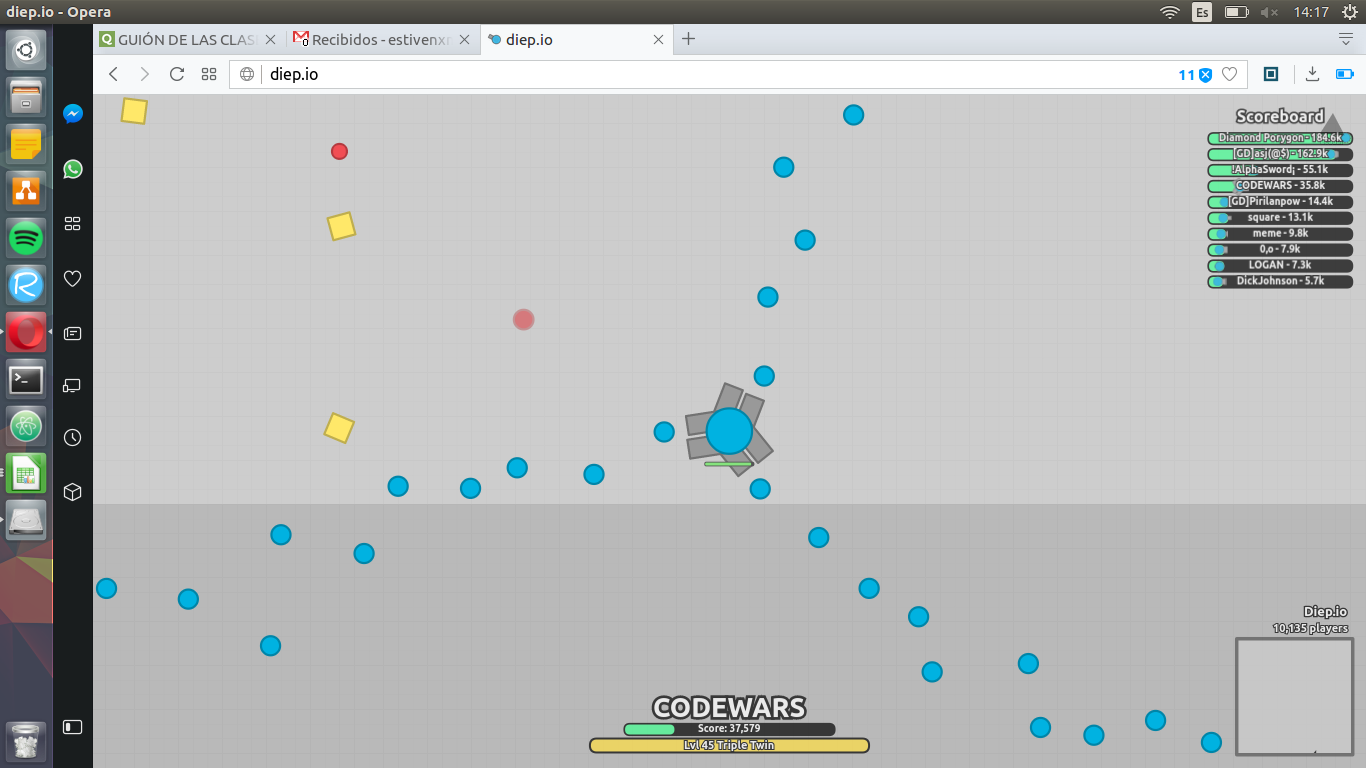 diep.io - Opera
Es
14:17
GUIÓN DE LAS CLAS
Recibidos - estivenxr
diep.io
diep.io
11
Scoreboard
Diamond Porygon - 184.6k
[GD]asj(@$) - 162.9k
!AlphaSword¡ - 55.1k
CODEWARS - 35.8k
[GD]Pirilanpow - 14.4k
square - 13.1k
meme - 9.8k
0,o - 7.9k
LOGAN - 7.3k
DickJohnson - 5.7k
Diep.io
10,135 players
CODEWARS
Score: 37,579
Lvl 45 Triple Twin